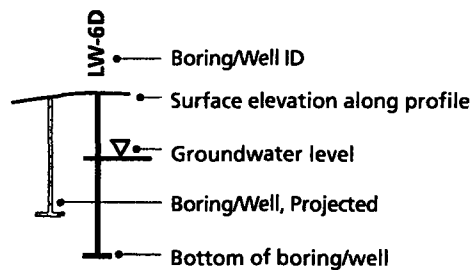 LW-6D
Boring/Well ID
Surface elevation along profile
Groundwater level
Boring/Well, Projected
Bottom of boring/well